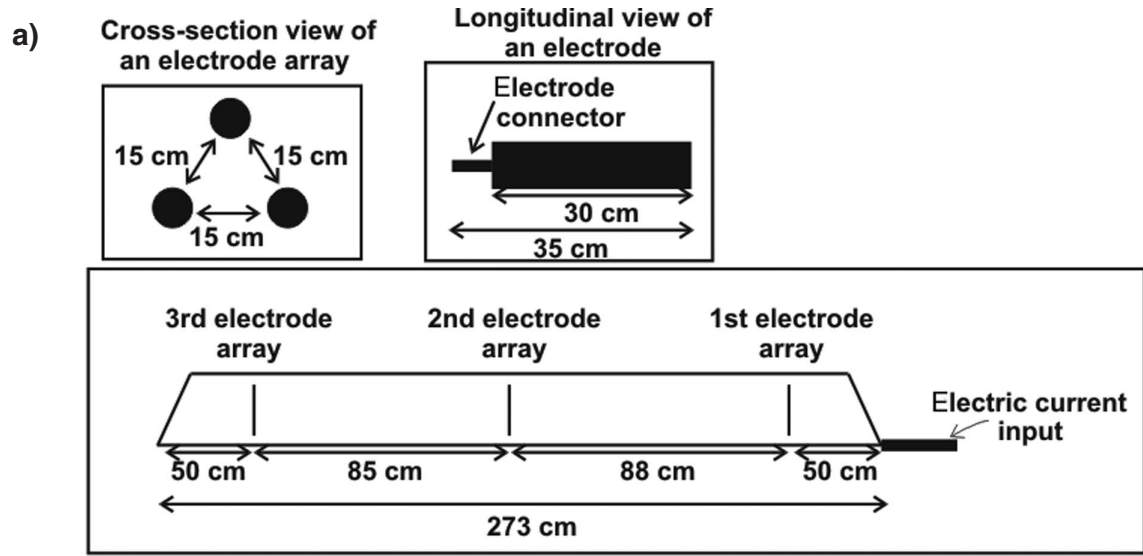 a)
Cross-section view of
an electrode array
15 cm
15 cm
15 cm
Longitudinal view of
an electrode
Electrode
connector
30 cm
35 cm
3rd electrode
array
2nd electrode
array
1st electrode
array
Electric current
input
50 cm
85 cm
88 cm
50 cm
273 cm